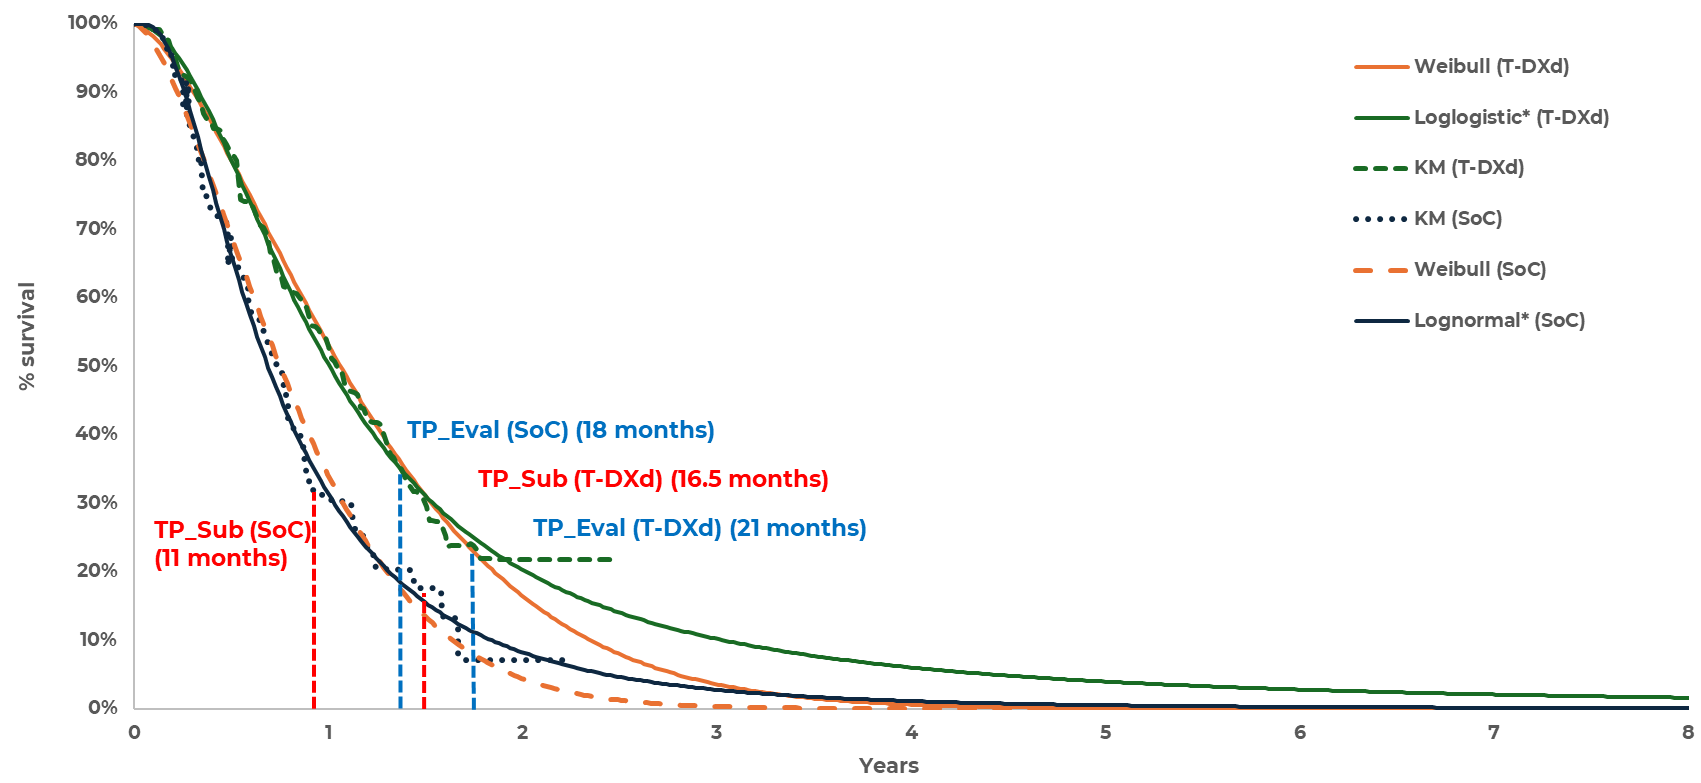 100%
90%
80%
70%
60%
50%
40%
30%
20%
10%
0%
% survival
0 1 2 3 4 5 6 7 8
Years
Weibull (T-DXd)
Loglogistic* (T-DXd)
KM (T-DXd)
KM (SoC)
Weibull (SoC)
Lognormal* (SoC)
TP_Eval (SoC) (18 months)
TP_Sub (T-DXd) (16.5 months)
TP_Eval (T-DXd) (21 months)
TP_Sub (SoC)
(11 months)